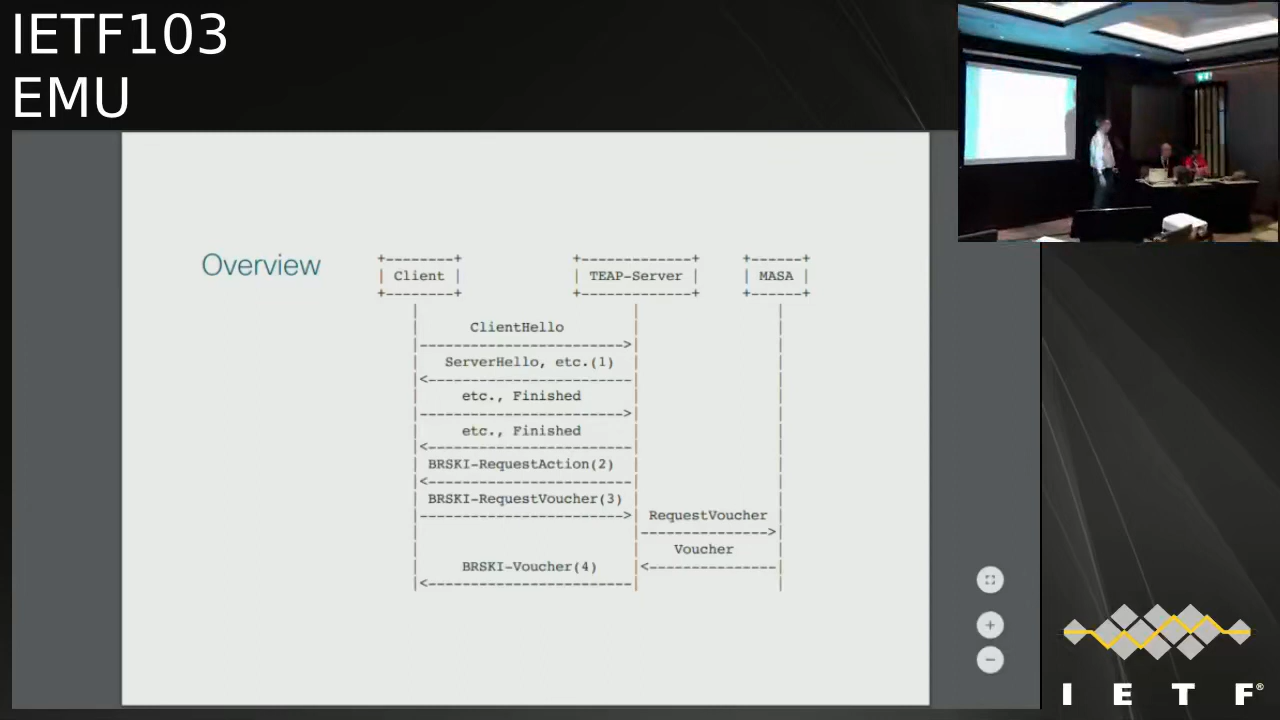 IETF103
EMU
Overview
Client
TEAP-Server
MASA
ClientHello
ServerHello, etc.(1)
etc., Finished
etc., Finished
BRSKI-RequestAction(2)
BRSKI-RequestVoucher(3)
RequestVoucher
Voucher
BRSKI-Voucher(4)
I E T F®